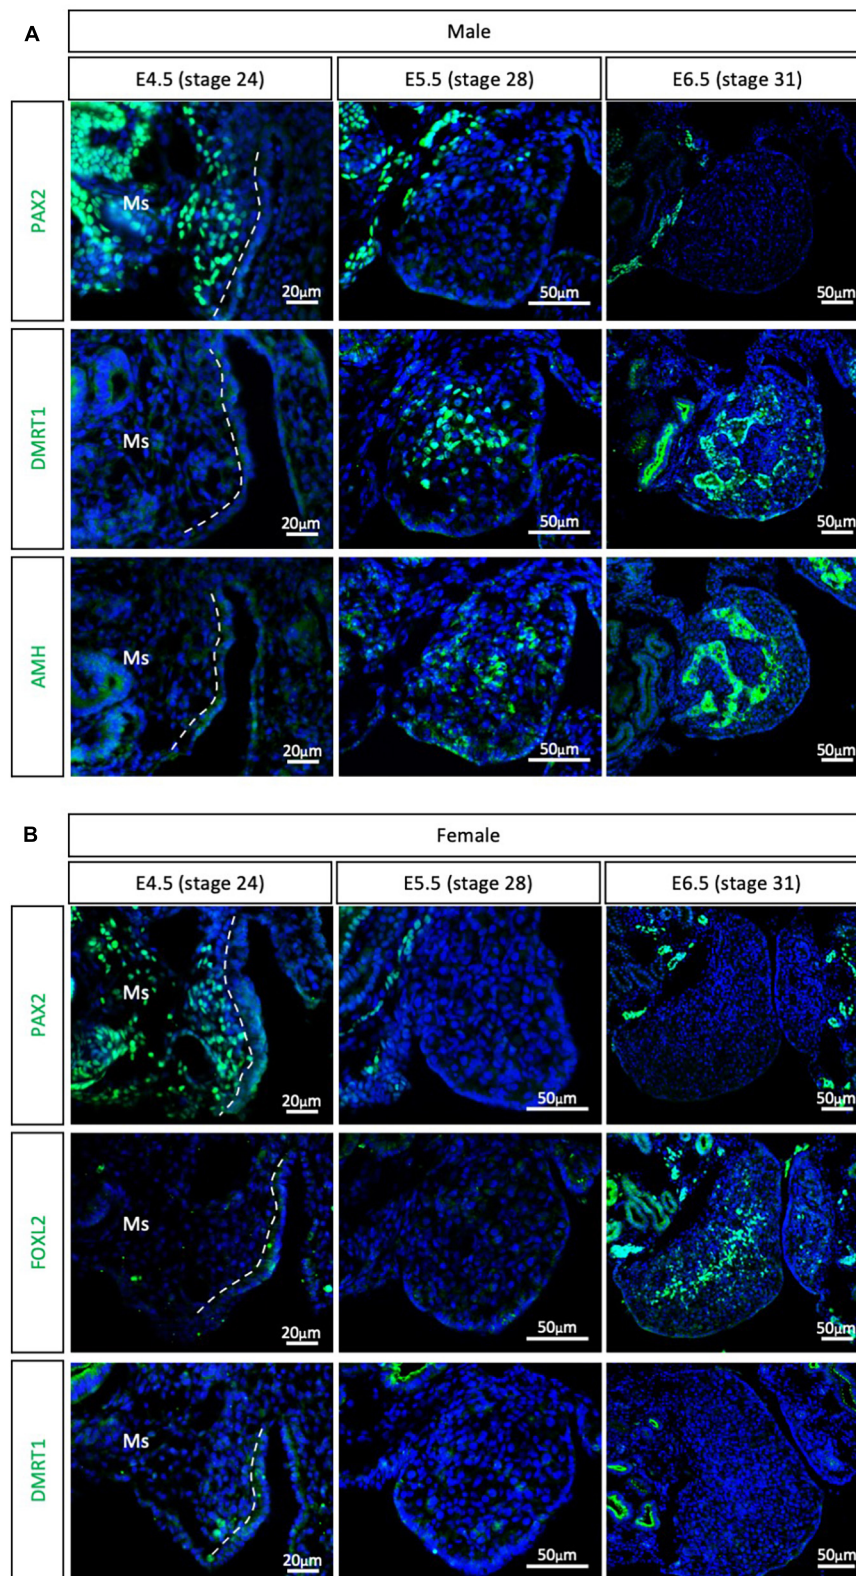 A
Male
E4.5 (stage 24)
E5.5 (stage 28)
E6.5 (stage 31)
PAX2
Ms
20µm
50µm
50µm
DMRT1
Ms
20µm
50µm
50µm
AMH
Ms
20µm
50µm
50µm
B
Female
E4.5 (stage 24)
E5.5 (stage 28)
E6.5 (stage 31)
PAX2
Ms
20µm
50µm
50µm
FOXL2
Ms
20µm
50µm
50µm
DMRT1
Ms
20µm
50µm
50µm